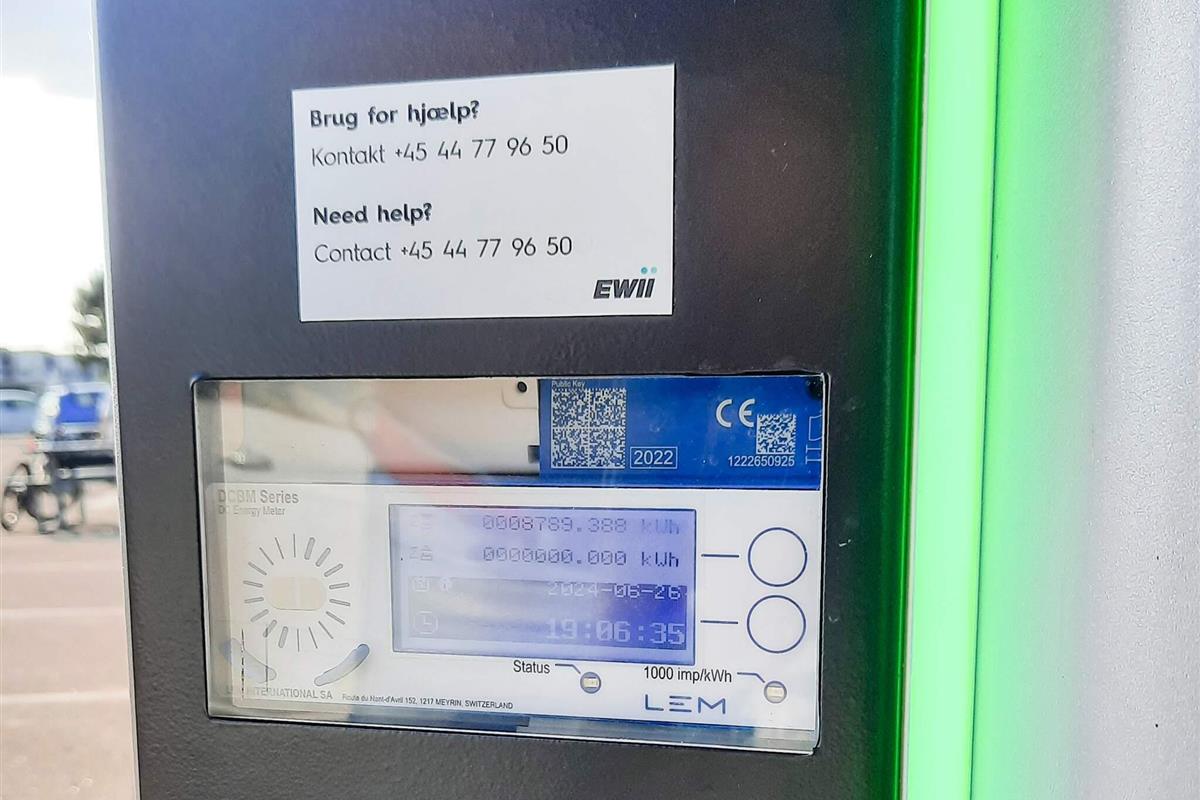 Brug for hjælp?
Kontakt +45 44 77 96 50
Need help?
Contact +45 44 77 96 50
EWII
Public Key
2022
CE
1222650925
DCBM Series
DC Energy Meter
0008789.388 kWh
0000000.000 kWh
2024-06-26
19:06:35
Status
1000 imp/kWh
LEM INTERNATIONAL SA
Route du Nant-d'Avril 152, 1217 MEYRIN, SWITZERLAND
LEM